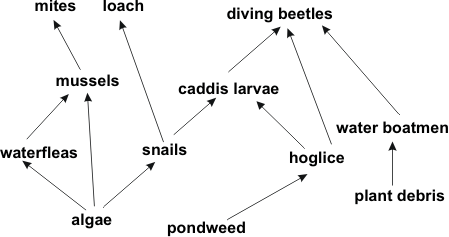 mites
loach
diving beetles
mussels
caddis larvae
waterfleas
snails
hoglice
water boatmen
algae
pondweed
plant debris